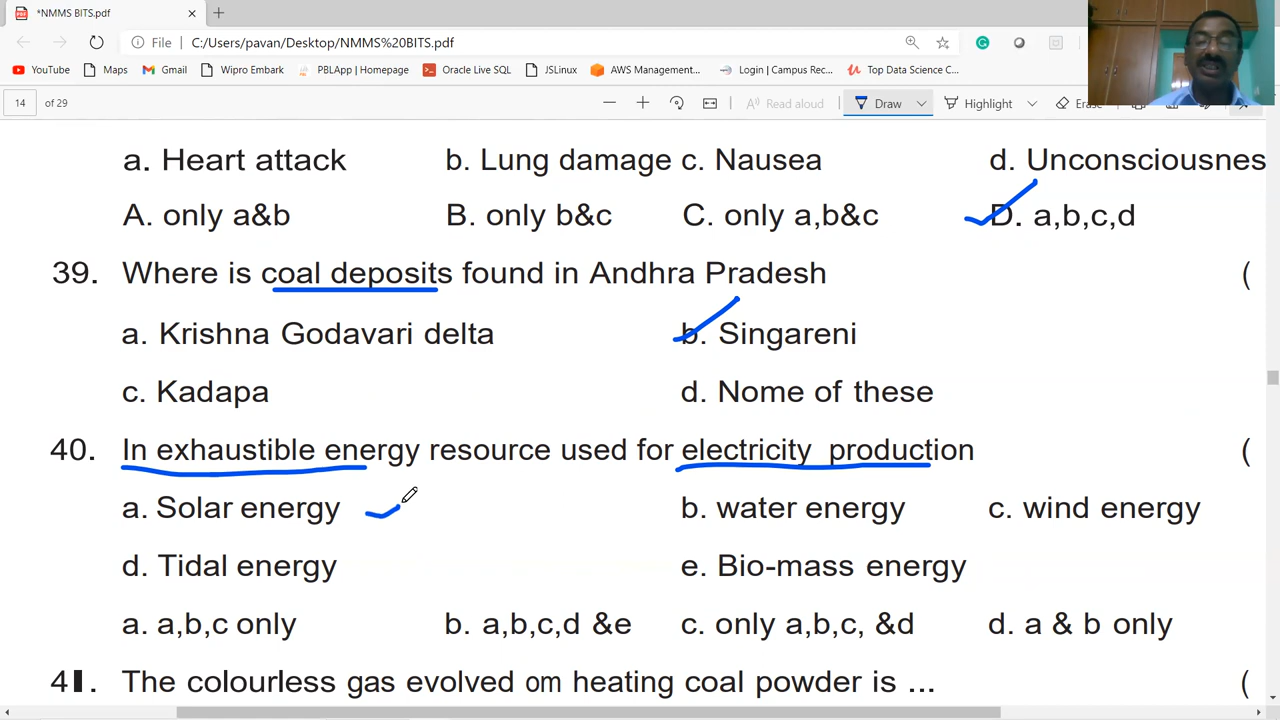 *NMMS BITS.pdf
File C:/Users/pavan/Desktop/NMMS%20BITS.pdf
YouTube Maps Gmail Wipro Embark PBLApp | Homepage Oracle Live SQL JSLinux AWS Management... Login | Campus Rec... Top Data Science C...
14 of 29 Read aloud Draw Highlight Erase
a. Heart attack b. Lung damage c. Nausea d. Unconsciousnes
A. only a&b B. only b&c C. only a,b&c D. a,b,c,d
39. Where is coal deposits found in Andhra Pradesh (
a. Krishna Godavari delta b. Singareni
c. Kadapa d. Nome of these
40. In exhaustible energy resource used for electricity production (
a. Solar energy b. water energy c. wind energy
d. Tidal energy e. Bio-mass energy
a. a,b,c only b. a,b,c,d &e c. only a,b,c, &d d. a & b only
41. The colourless gas evolved om heating coal powder is ... (